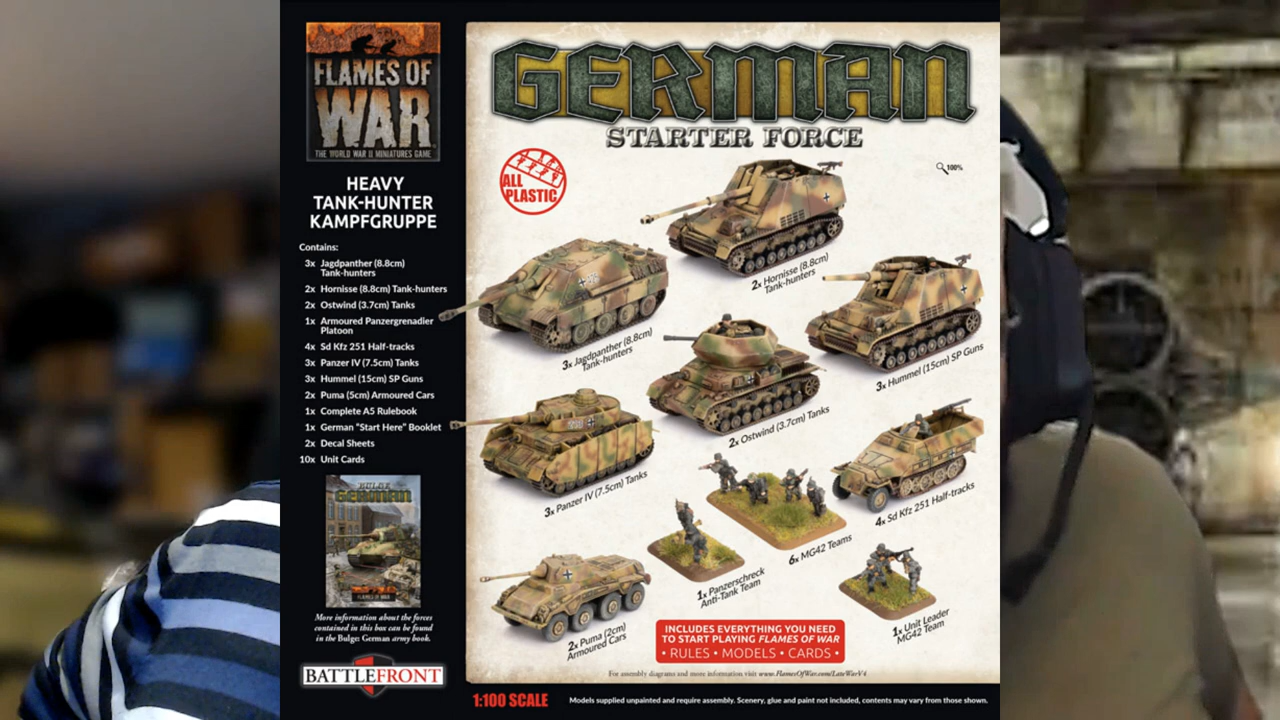 FLAMES OF
WAR
THE WORLD WAR II MINIATURES GAME
HEAVY
TANK-HUNTER
KAMPFGRUPPE
Contains:
3x Jagdpanther (8.8cm)
Tank-hunters
2x Hornisse (8.8cm) Tank-hunters
2x Ostwind (3.7cm) Tanks
1x Armoured Panzergrenadier
Platoon
4x Sd Kfz 251 Half-tracks
3x Panzer IV (7.5cm) Tanks
3x Hummel (15cm) SP Guns
2x Puma (5cm) Armoured Cars
1x Complete A5 Rulebook
1x German "Start Here" Booklet
2x Decal Sheets
10x Unit Cards
BULGE
GERMAN
FLAMES OF WAR
More information about the forces
contained in this box can be found
in the Bulge: German army book.
BATTLEFRONT
GERMAN
STARTER FORCE
ALL
PLASTIC
100%
2x Hornisse (8.8cm)
Tank-hunters
3x Jagdpanther (8.8cm)
Tank-hunters
3x Hummel (15cm) SP Guns
2x Ostwind (3.7cm) Tanks
3x Panzer IV (7.5cm) Tanks
4x Sd Kfz 251 Half-tracks
6x MG42 Teams
1x Panzerschreck
Anti-Tank Team
1x Unit Leader
MG42 Team
2x Puma (2cm)
Armoured Cars
INCLUDES EVERYTHING YOU NEED
TO START PLAYING FLAMES OF WAR
• RULES • MODELS • CARDS •
For assembly diagrams and more information visit www.FlamesOfWar.com/LateWarV4
1:100 SCALE
Models supplied unpainted and require assembly. Scenery, glue and paint not included, contents may vary from those shown.